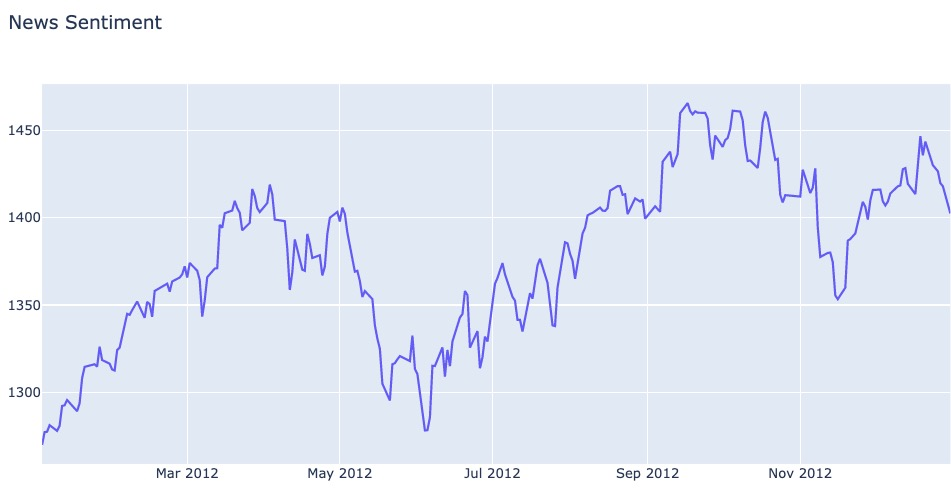 News Sentiment
1450
1400
1350
1300
Mar 2012
May 2012
Jul 2012
Sep 2012
Nov 2012